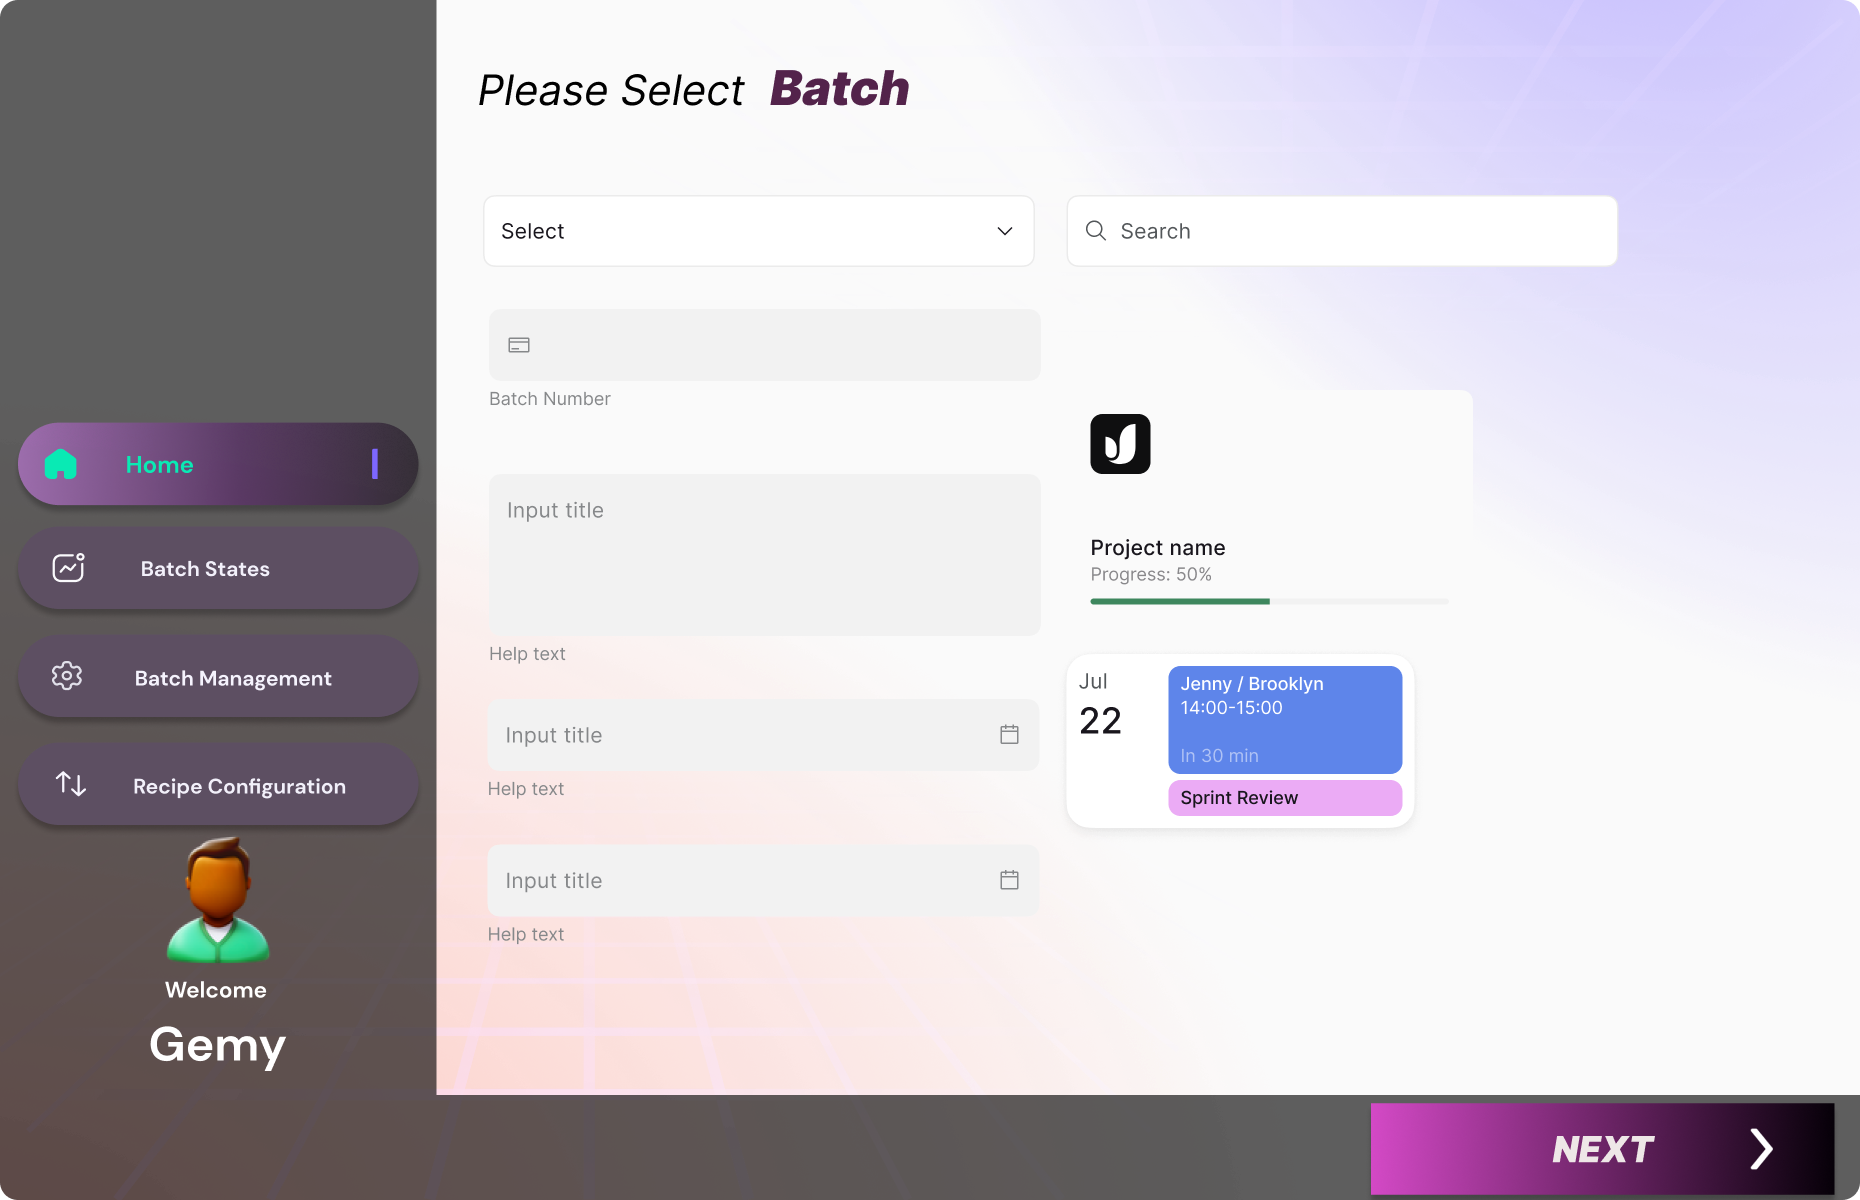 Please Select Batch
Select
Search
Batch Number
Input title
Help text
Input title
Help text
Input title
Help text
Project name
Progress: 50%
Jul
22
Jenny / Brooklyn
14:00-15:00
In 30 min
Sprint Review
Home
Batch States
Batch Management
Recipe Configuration
Welcome
Gemy
NEXT